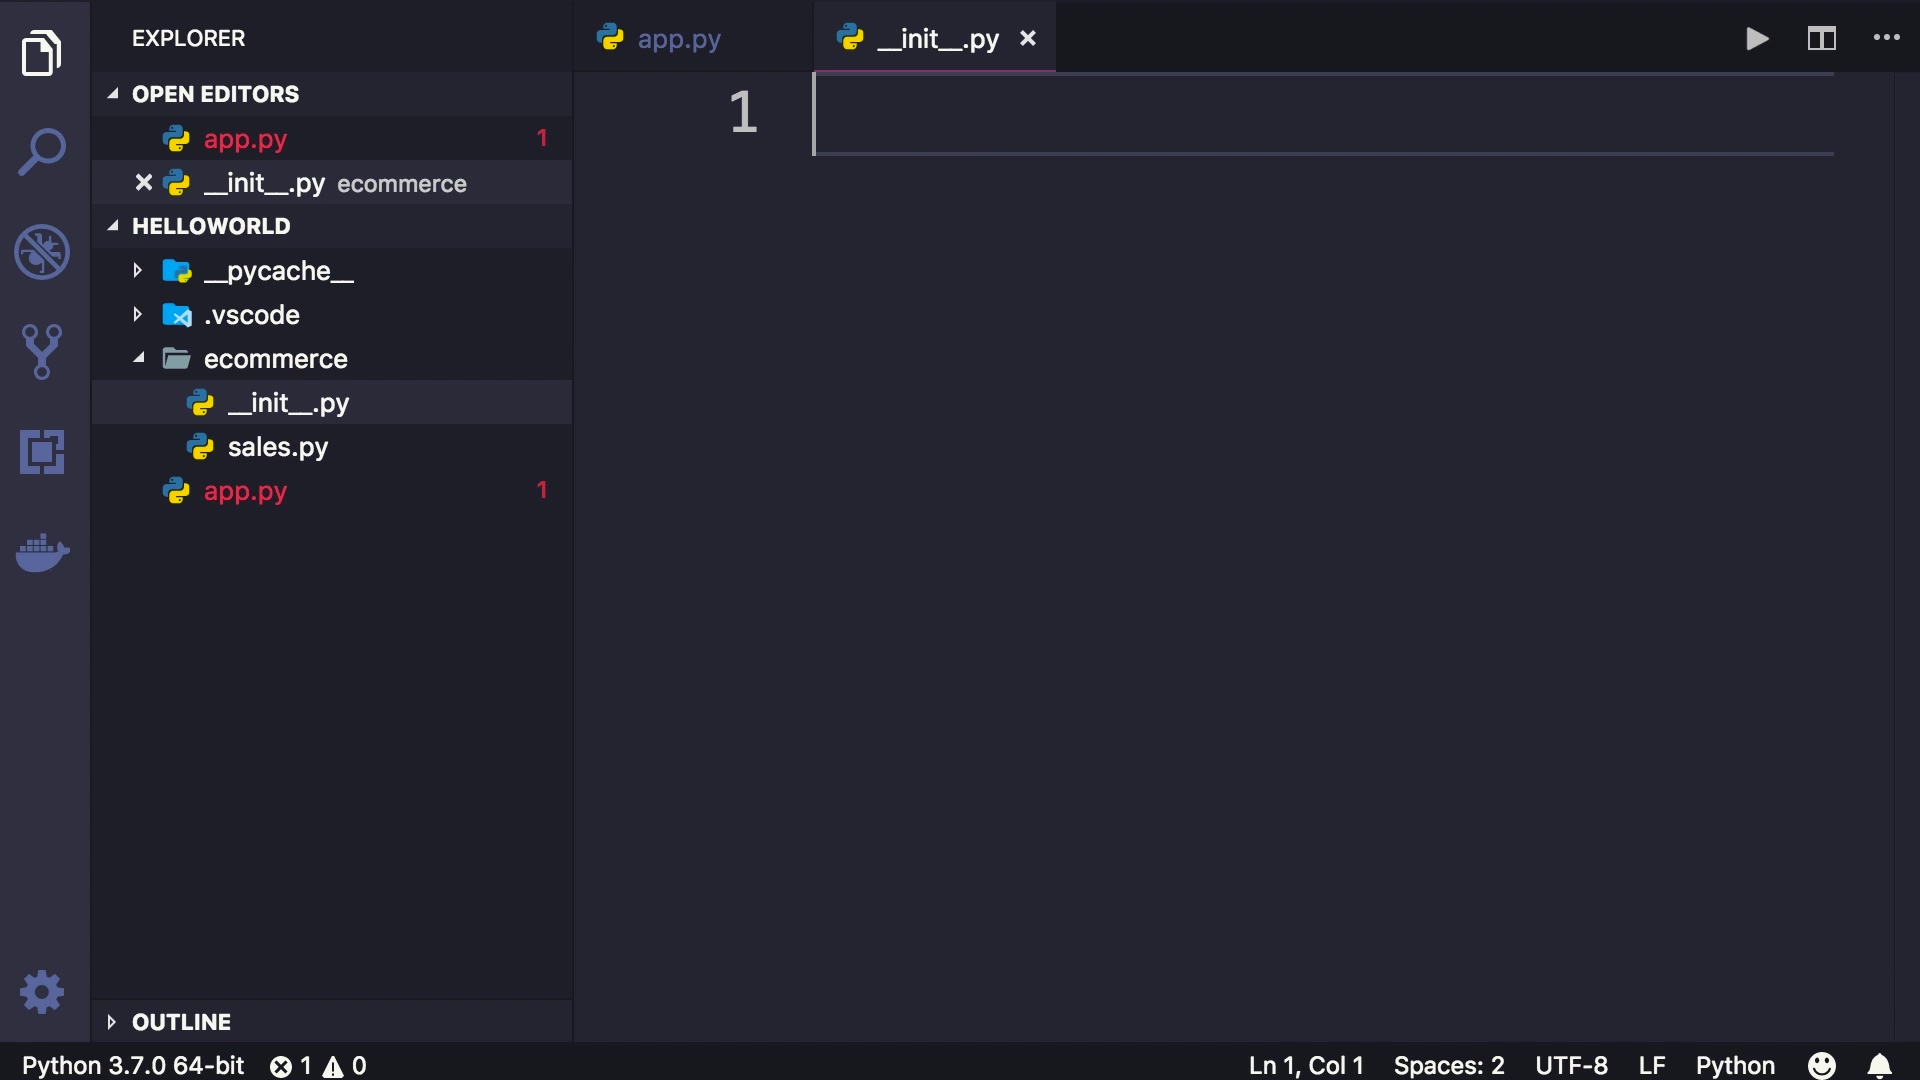 EXPLORER
OPEN EDITORS
app.py 1
__init__.py ecommerce
HELLOWORLD
__pycache__
.vscode
ecommerce
__init__.py
sales.py
app.py 1
OUTLINE
app.py __init__.py
1
Python 3.7.0 64-bit 1 0 Ln 1, Col 1 Spaces: 2 UTF-8 LF Python